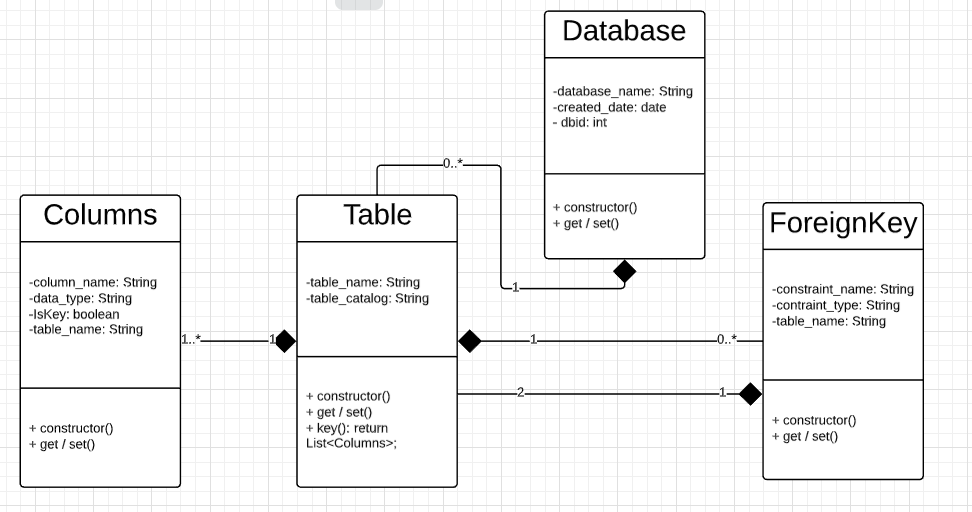 Database
-database_name: String
-created_date: date
- dbid: int
+ constructor()
+ get / set()
0..*
1
Columns
-column_name: String
-data_type: String
-IsKey: boolean
-table_name: String
+ constructor()
+ get / set()
1..*
1
Table
-table_name: String
-table_catalog: String
+ constructor()
+ get / set()
+ key(): return
List<Columns>;
1
0..*
2
1
ForeignKey
-constraint_name: String
-contraint_type: String
-table_name: String
+ constructor()
+ get / set()